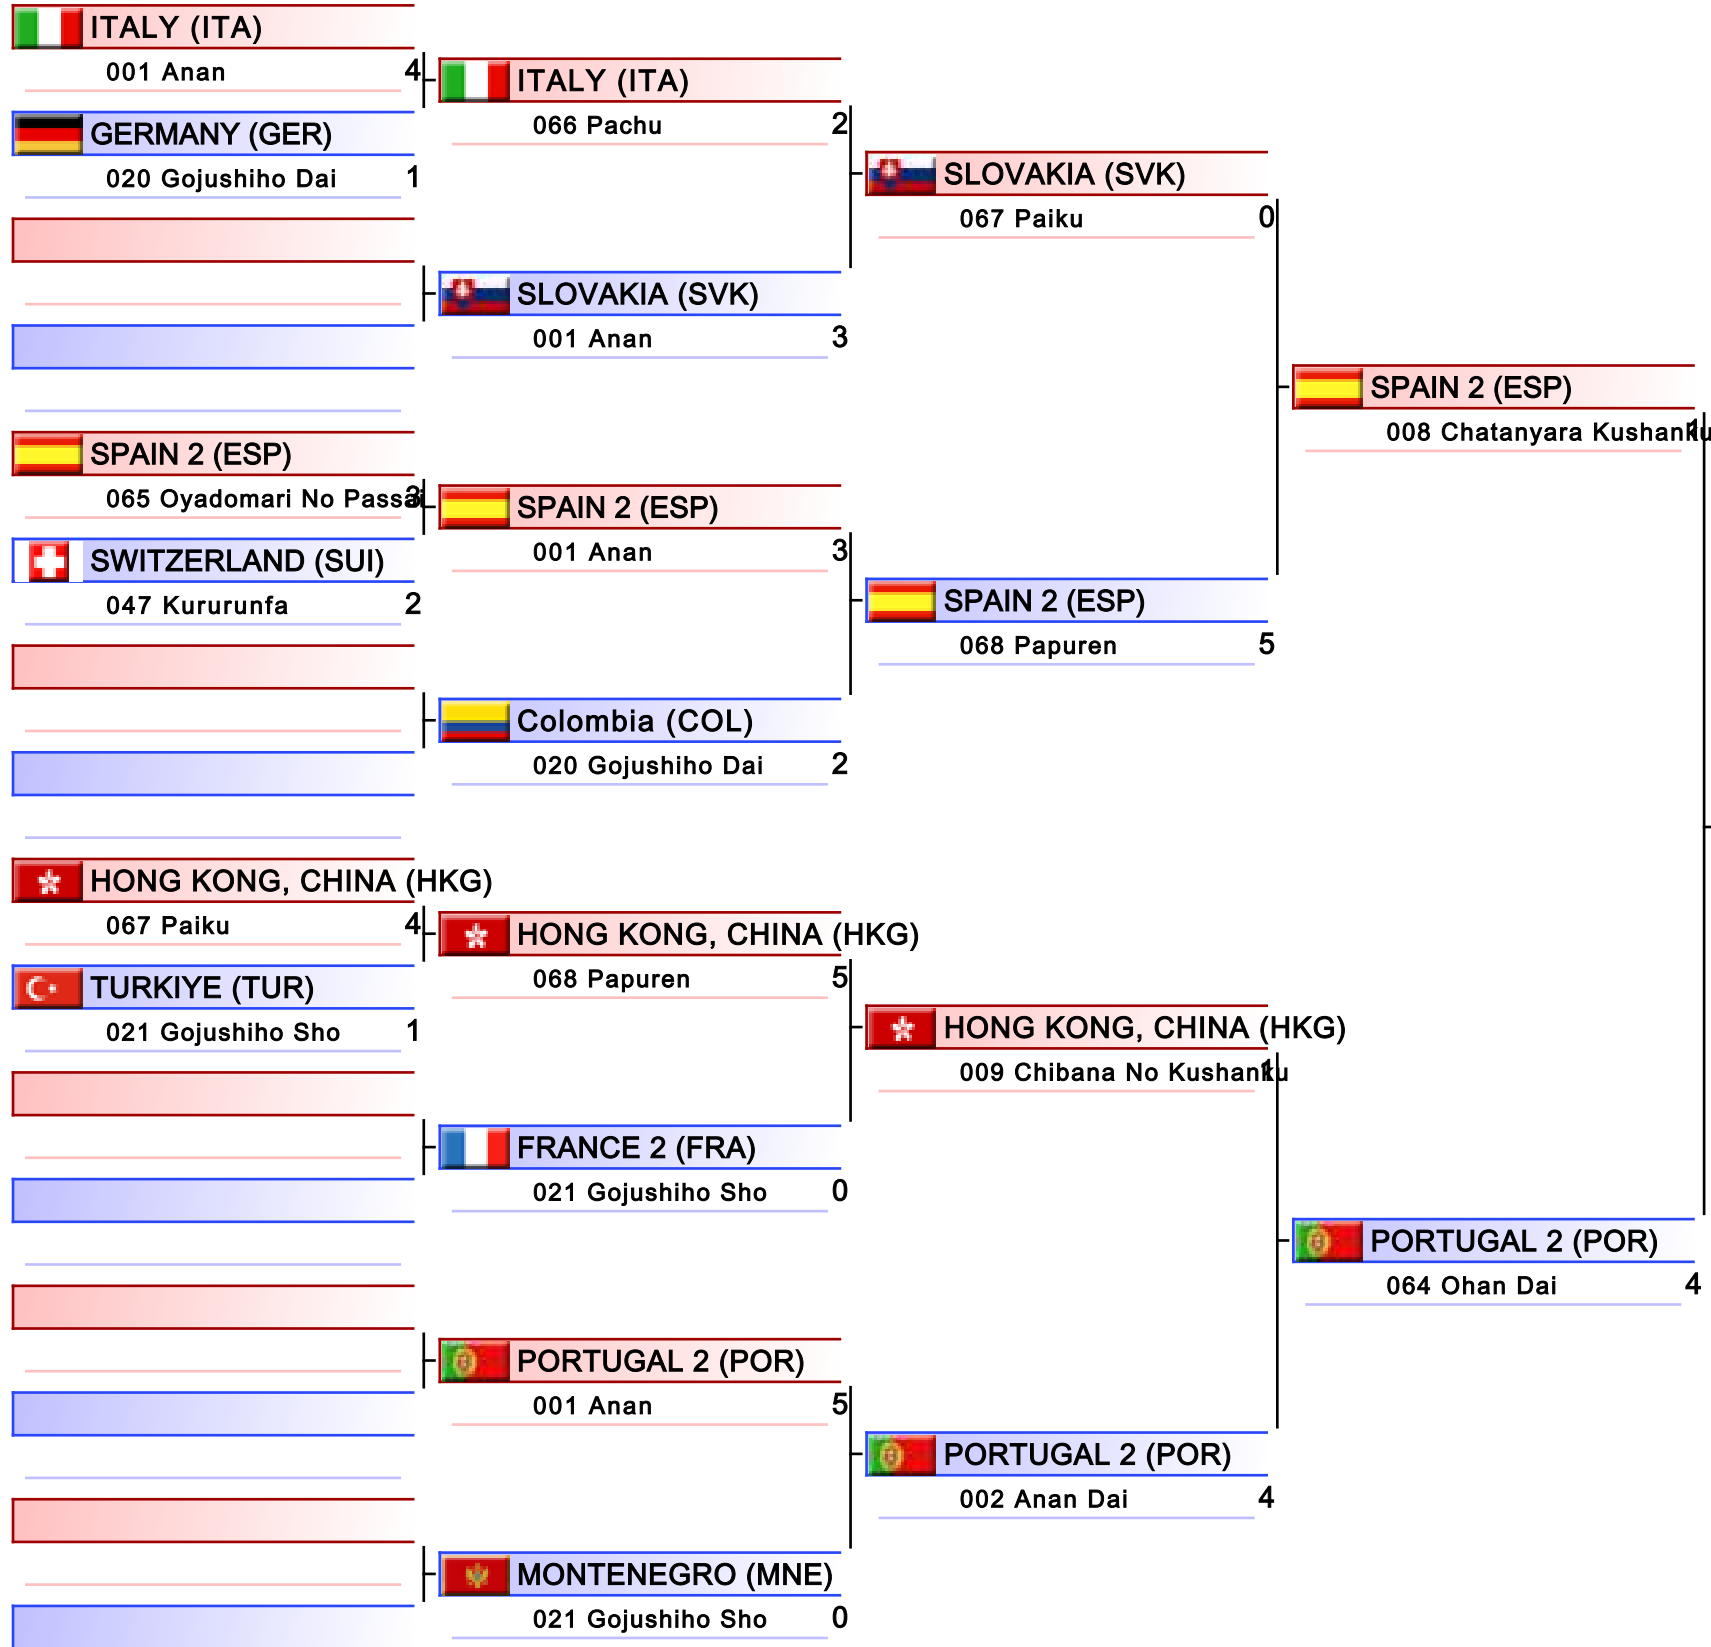 ITALY (ITA)
001 Anan 4
GERMANY (GER)
020 Gojushiho Dai 1
SPAIN 2 (ESP)
065 Oyadomari No Passai 3
SWITZERLAND (SUI)
047 Kururunfa 2
HONG KONG, CHINA (HKG)
067 Paiku 4
TURKIYE (TUR)
021 Gojushiho Sho 1
ITALY (ITA)
066 Pachu 2
SLOVAKIA (SVK)
001 Anan 3
SPAIN 2 (ESP)
001 Anan 3
Colombia (COL)
020 Gojushiho Dai 2
HONG KONG, CHINA (HKG)
068 Papuren 5
FRANCE 2 (FRA)
021 Gojushiho Sho 0
PORTUGAL 2 (POR)
001 Anan 5
MONTENEGRO (MNE)
021 Gojushiho Sho 0
SLOVAKIA (SVK)
067 Paiku 0
SPAIN 2 (ESP)
068 Papuren 5
HONG KONG, CHINA (HKG)
009 Chibana No Kushanku 1
PORTUGAL 2 (POR)
002 Anan Dai 4
SPAIN 2 (ESP)
008 Chatanyara Kushanku 1
PORTUGAL 2 (POR)
064 Ohan Dai 4